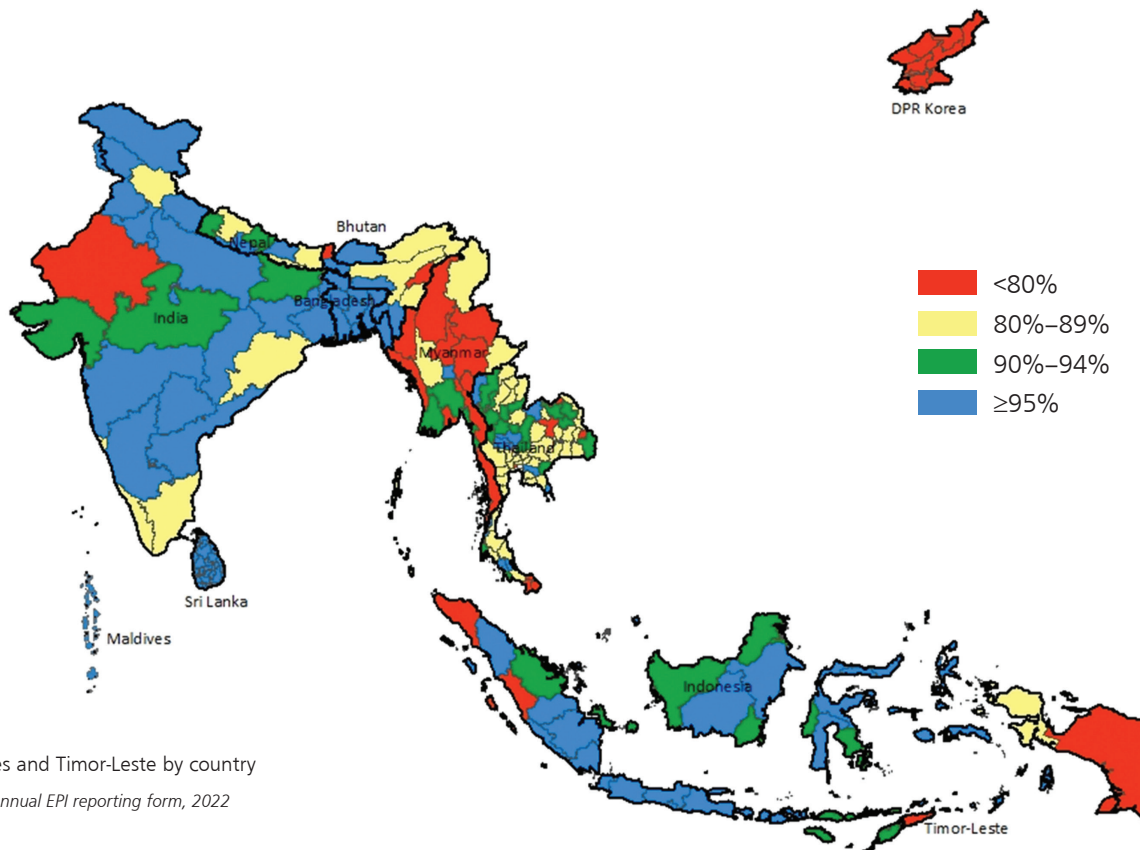 DPR Korea
Bhutan
Nepal
<80%
Bangladesh
India
80%–89%
Myanmar
90%–94%
≥95%
Thailand
Sri Lanka
Maldives
Indonesia
es and Timor-Leste by country
nnual EPI reporting form, 2022
Timor-Leste